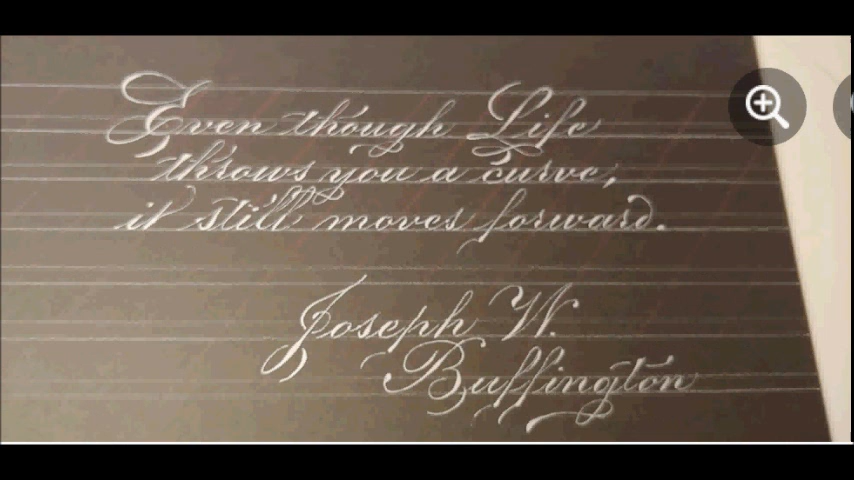 Even though Life
throws you a curve,
it still moves forward.
Joseph W.
Buffington